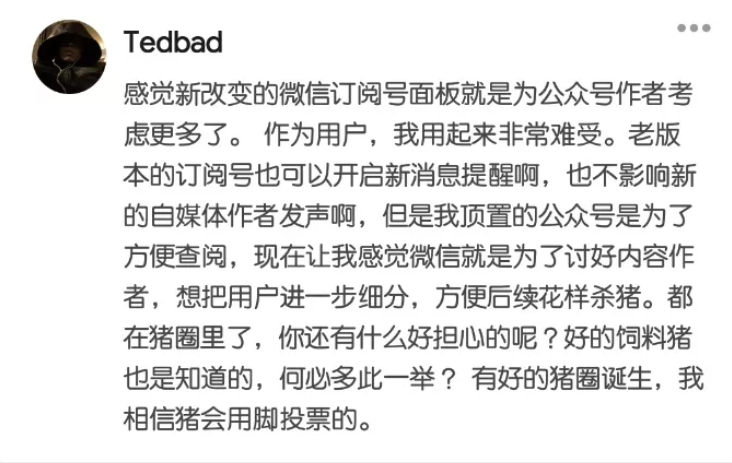 Tedbad
感觉新改变的微信订阅号面板就是为公众号作者考
虑更多了。 作为用户，我用起来非常难受。老版
本的订阅号也可以开启新消息提醒啊，也不影响新
的自媒体作者发声啊，但是我顶置的公众号是为了
方便查阅，现在让我感觉微信就是为了讨好内容作
者，想把用户进一步细分，方便后续花样杀猪。都
在猪圈里了，你还有什么好担心的呢？好的饲料猪
也是知道的，何必多此一举？ 有好的猪圈诞生，我
相信猪会用脚投票的。